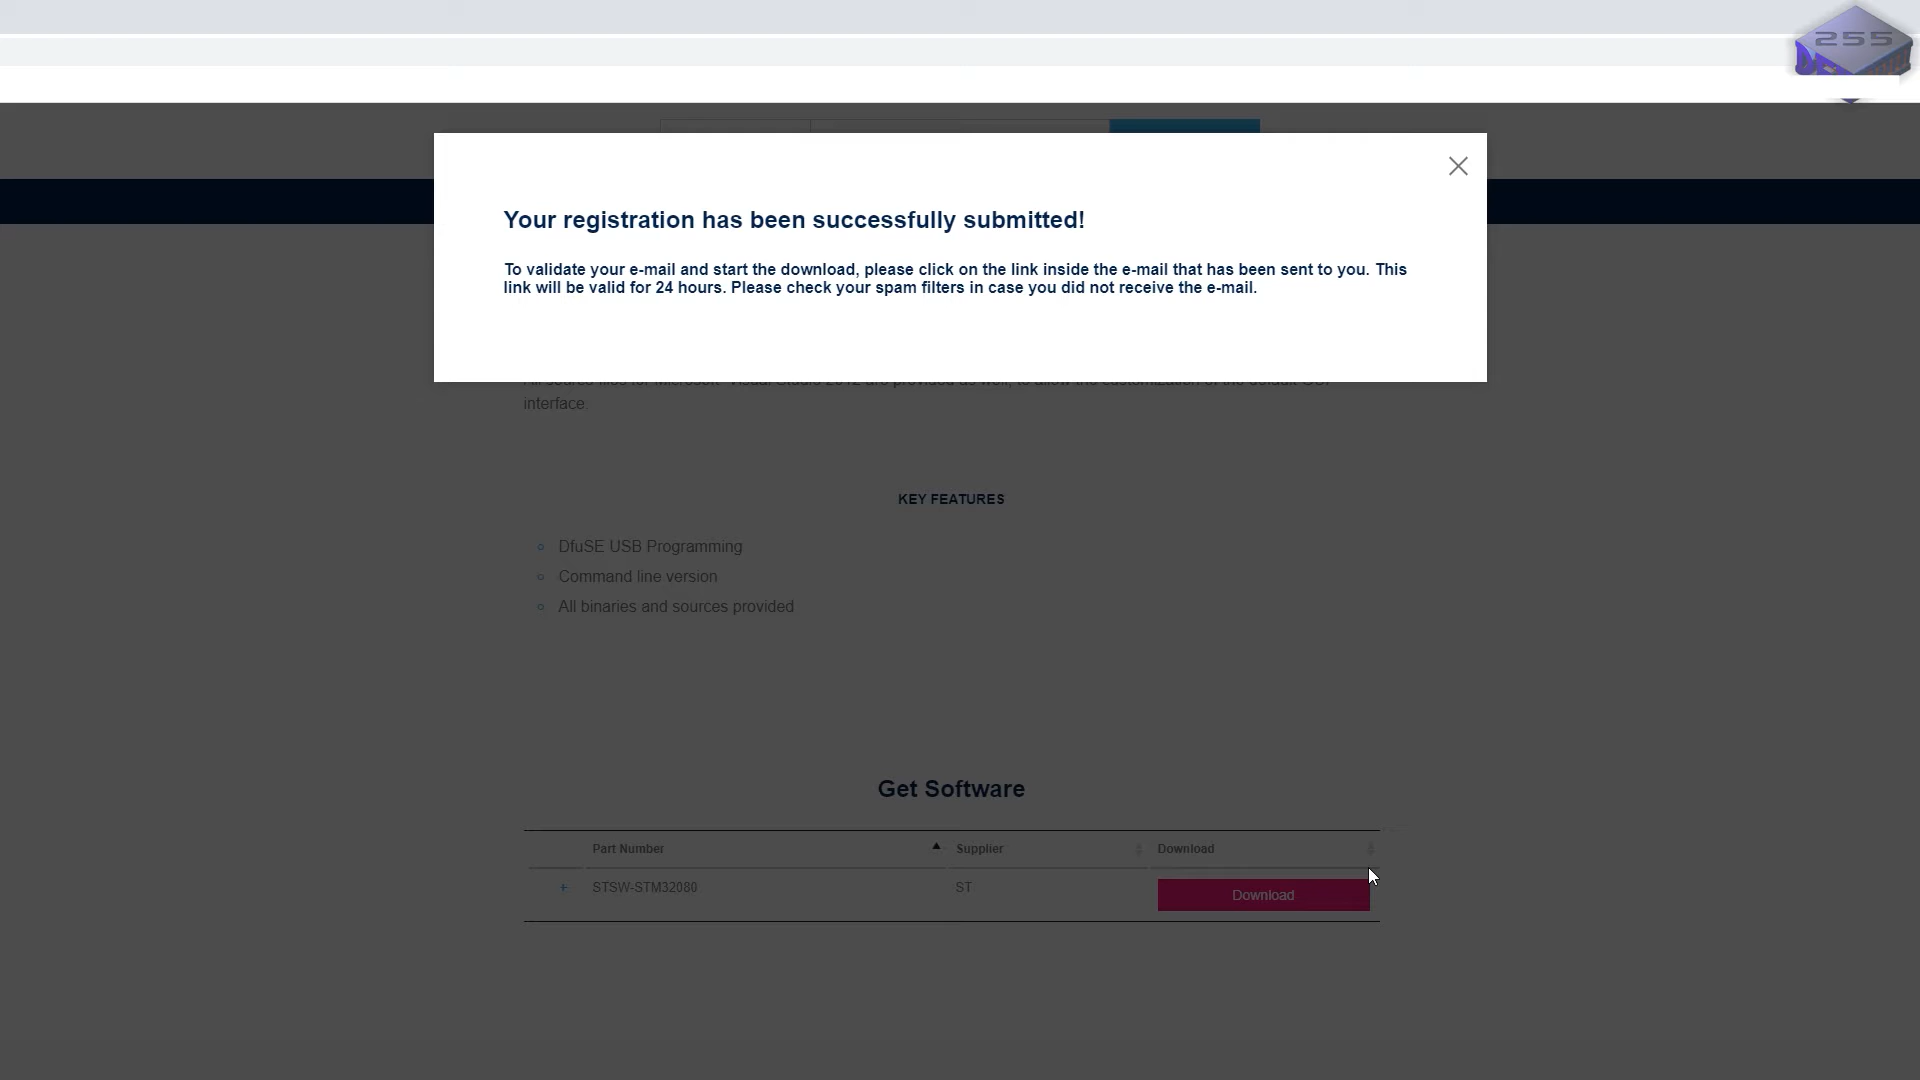 255
Your registration has been successfully submitted!
To validate your e-mail and start the download, please click on the link inside the e-mail that has been sent to you. This
link will be valid for 24 hours. Please check your spam filters in case you did not receive the e-mail.
interface.
KEY FEATURES
DfuSE USB Programming
Command line version
All binaries and sources provided
Get Software
Part Number Supplier Download
+ STSW-STM32080 ST Download